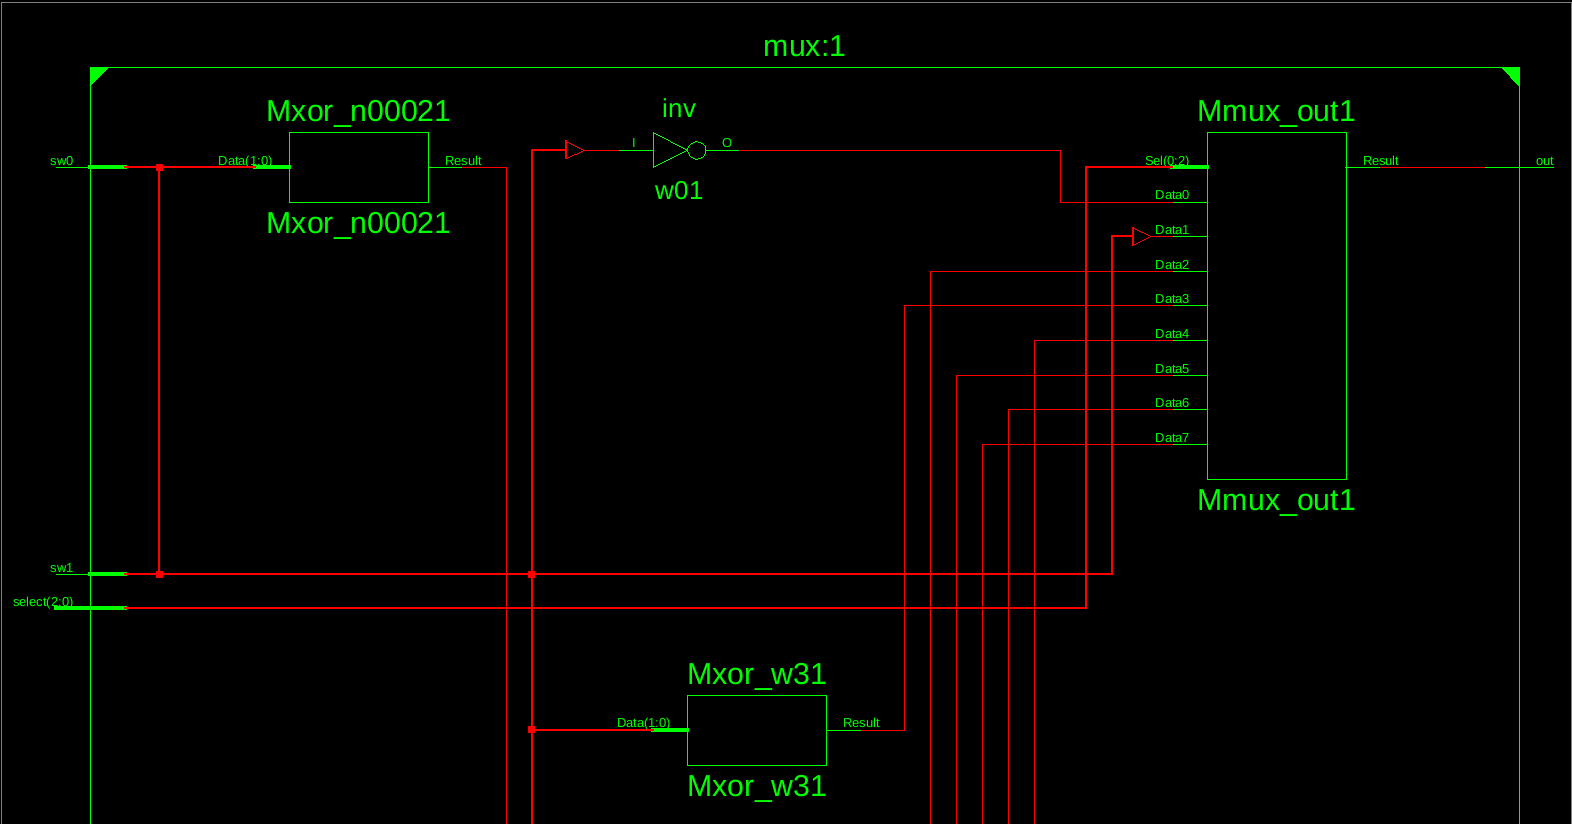 mux:1
Mxor_n00021
inv
Mmux_out1
sw0
Data(1:0)
Result
I
O
Sel(0:2)
Result
out
Mxor_n00021
w01
Data0
Data1
Data2
Data3
Data4
Data5
Data6
Data7
Mmux_out1
sw1
select(2:0)
Mxor_w31
Data(1:0)
Result
Mxor_w31